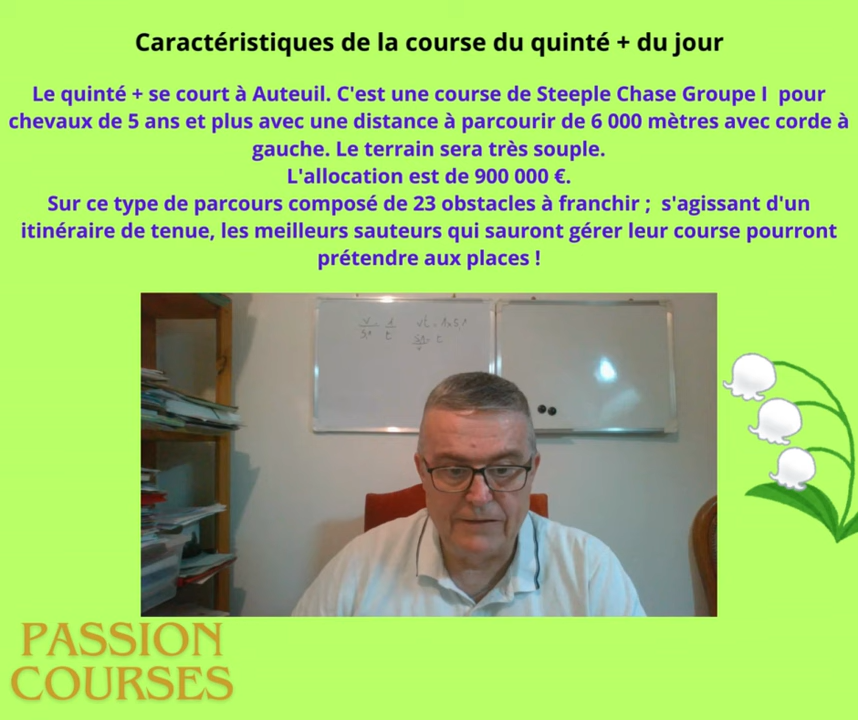 Caractéristiques de la course du quinté + du jour
Le quinté + se court à Auteuil. C'est une course de Steeple Chase Groupe I pour
chevaux de 5 ans et plus avec une distance à parcourir de 6 000 mètres avec corde à
gauche. Le terrain sera très souple.
L'allocation est de 900 000 €.
Sur ce type de parcours composé de 23 obstacles à franchir ; s'agissant d'un
itinéraire de tenue, les meilleurs sauteurs qui sauront gérer leur course pourront
prétendre aux places !
PASSION
COURSES